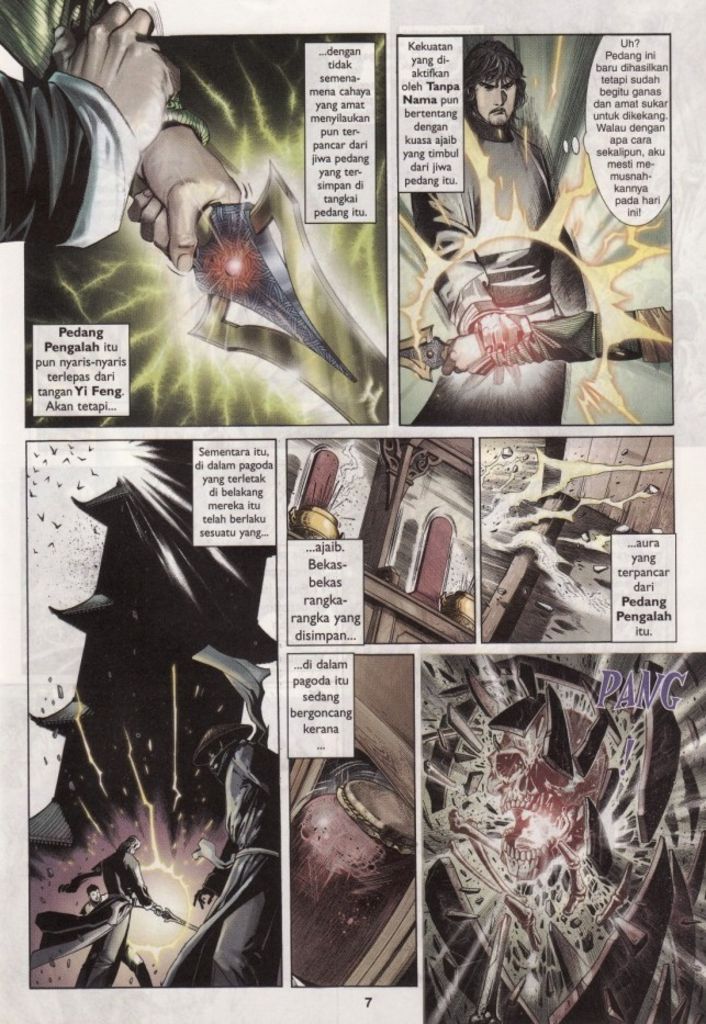 ...dengan
tidak
semena-
mena cahaya
yang amat
menyilaukan
pun ter-
pancar dari
jiwa pedang
yang ter-
simpan di
tangkai
pedang itu.
Pedang
Pengalah itu
pun nyaris-nyaris
terlepas dari
tangan Yi Feng.
Akan tetapi...
Kekuatan
yang di-
aktifkan
oleh Tanpa
Nama pun
bertentang
dengan
kuasa ajaib
yang timbul
dari jiwa
pedang itu.
Uh?
Pedang ini
baru dihasilkan
tetapi sudah
begitu ganas
dan amat sukar
untuk dikekang.
Walau dengan
apa cara
sekalipun, aku
mesti me-
musnah-
kannya
pada hari
ini!
Sementara itu,
di dalam pagoda
yang terletak
di belakang
mereka itu
telah berlaku
sesuatu yang...
...ajaib.
Bekas-
bekas
rangka-
rangka yang
disimpan...
...aura
yang
terpancar
dari
Pedang
Pengalah
itu.
...di dalam
pagoda itu
sedang
bergoncang
kerana
...
PANG
!
7